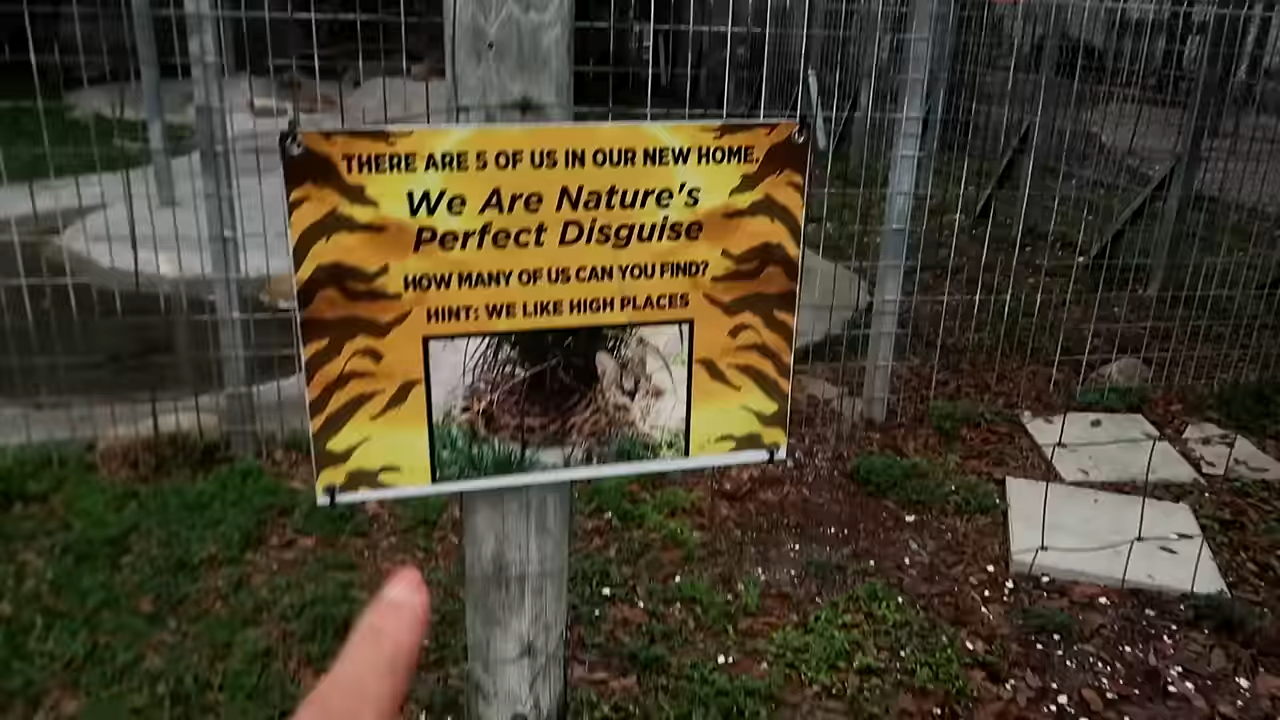 THERE ARE 5 OF US IN OUR NEW HOME.
We Are Nature's
Perfect Disguise
HOW MANY OF US CAN YOU FIND?
HINT: WE LIKE HIGH PLACES